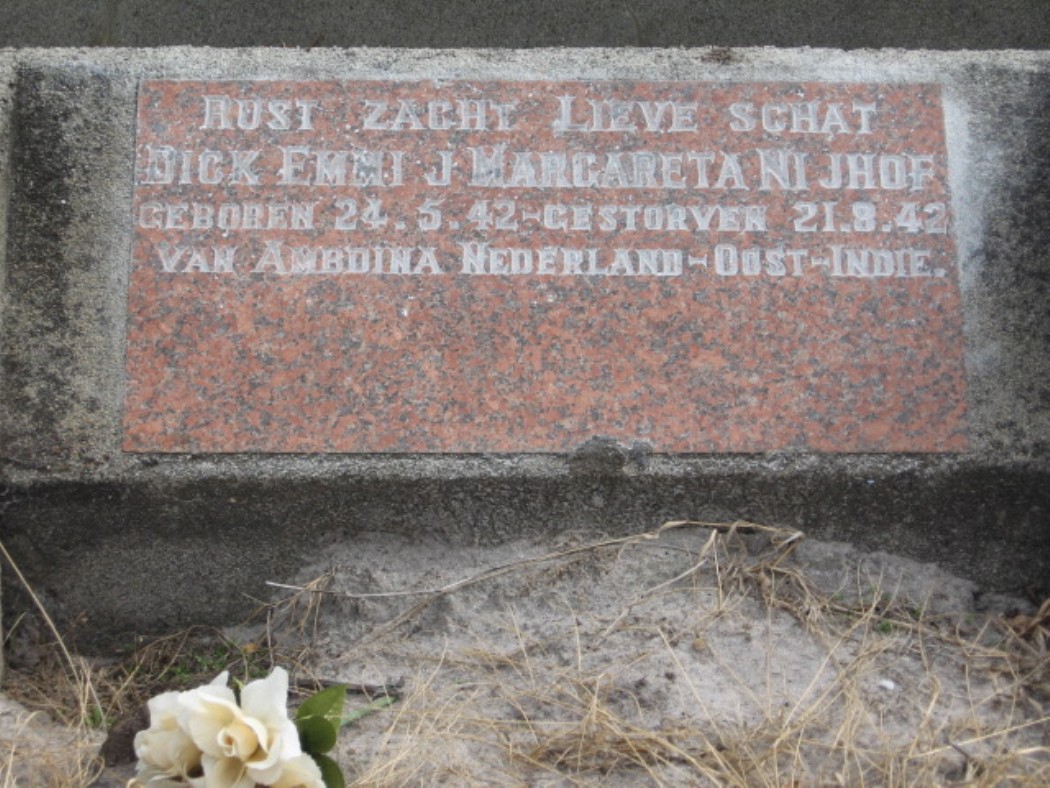 RUST ZACHT LIEVE SCHAT
DICK EMMI J MARGARETA NIJHOF
GEBOREN 24.5.42-GESTORVEN 21.8.42
VAN AMBOINA NEDERLAND-OOST-INDIE.